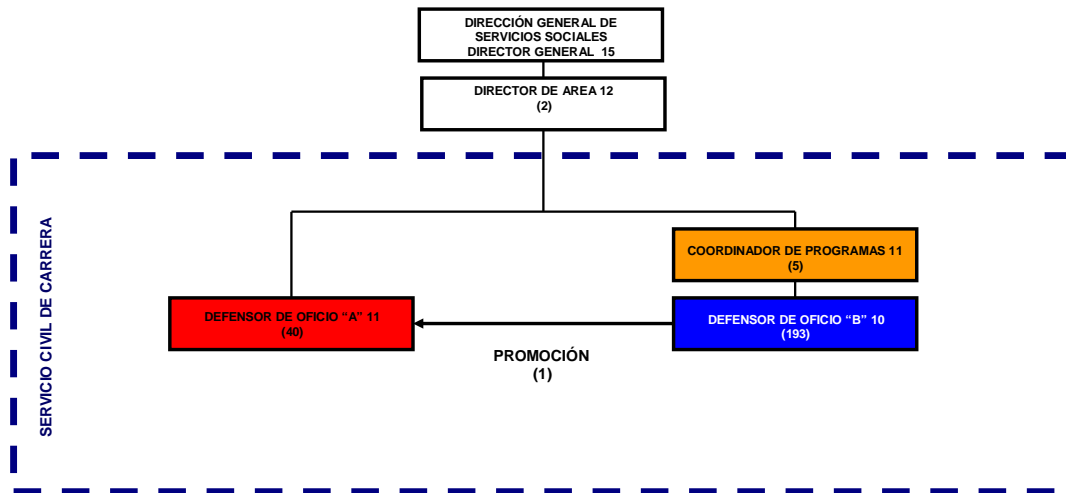 DIRECCIÓN GENERAL DE
SERVICIOS SOCIALES
DIRECTOR GENERAL 15
DIRECTOR DE AREA 12
(2)
SERVICIO CIVIL DE CARRERA
COORDINADOR DE PROGRAMAS 11
(5)
DEFENSOR DE OFICIO “A” 11
(40)
DEFENSOR DE OFICIO “B” 10
(193)
PROMOCIÓN
(1)